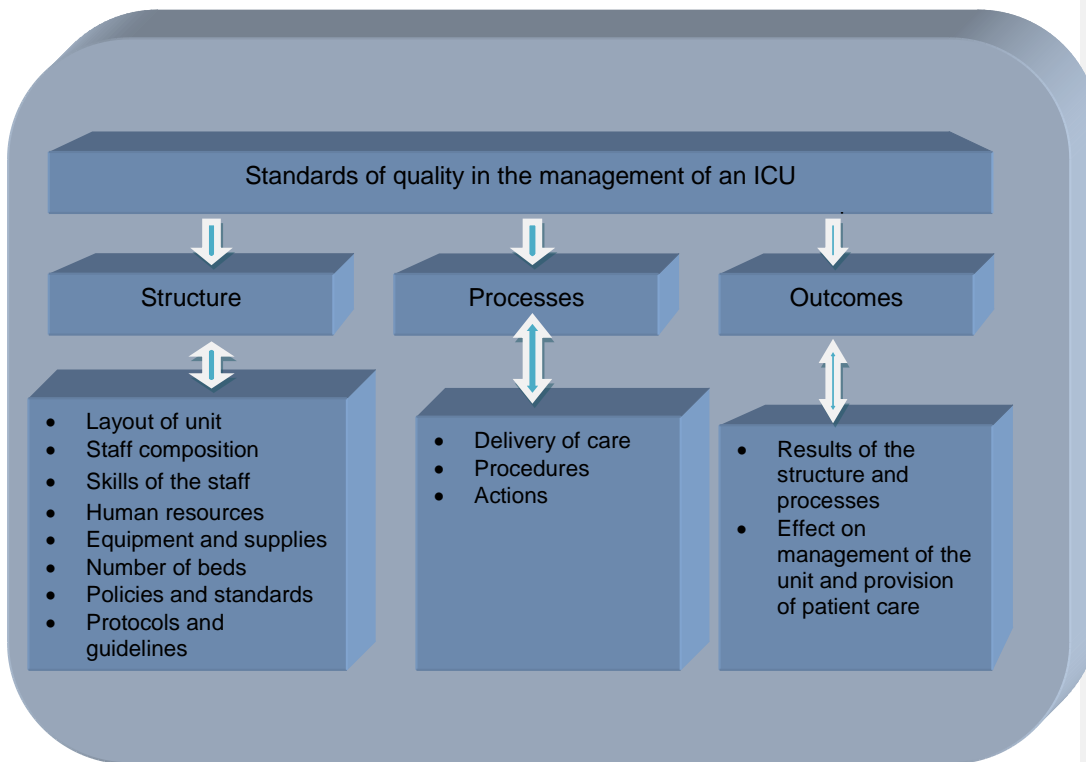 Standards of quality in the management of an ICU
Structure
Processes
Outcomes
• Layout of unit
• Staff composition
• Skills of the staff
• Human resources
• Equipment and supplies
• Number of beds
• Policies and standards
• Protocols and
guidelines
• Delivery of care
• Procedures
• Actions
• Results of the
structure and
processes
• Effect on
management of the
unit and provision
of patient care